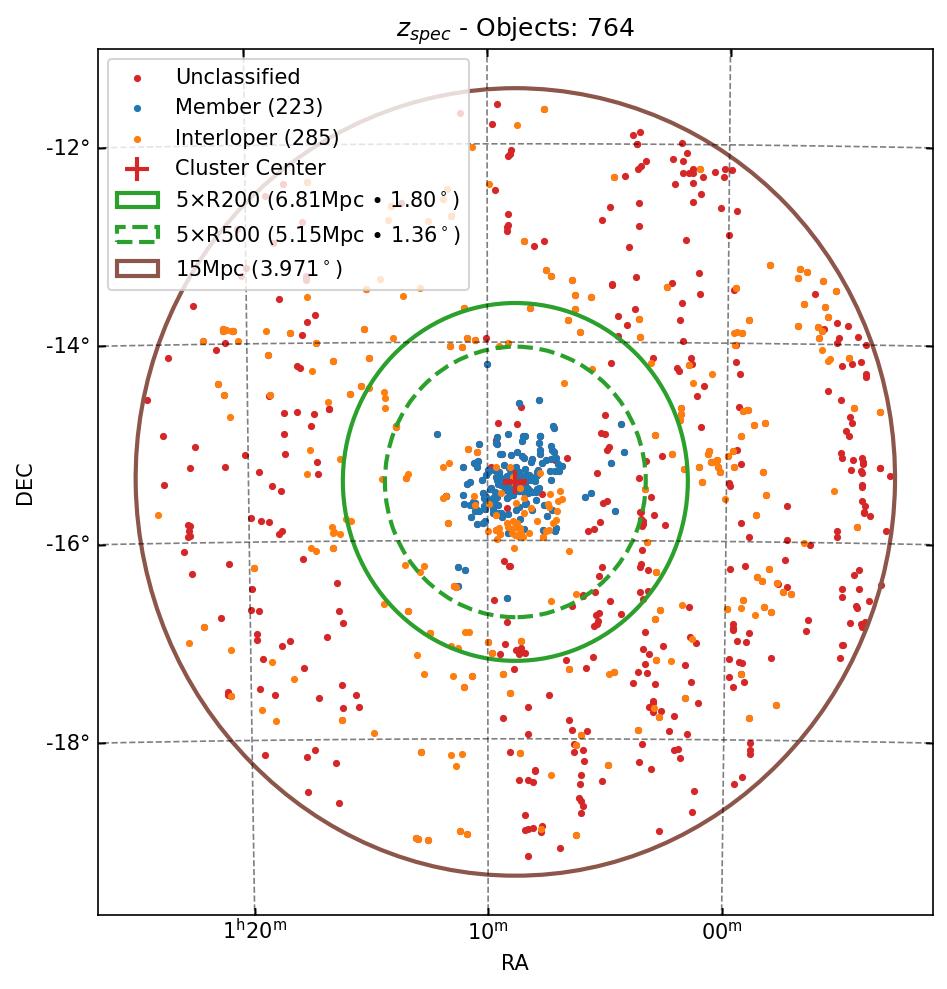 z_spec - Objects: 764
Unclassified
Member (223)
Interloper (285)
Cluster Center
5×R200 (6.81Mpc • 1.80°)
5×R500 (5.15Mpc • 1.36°)
15Mpc (3.971°)
-12°
-14°
-16°
-18°
DEC
1h20m 10m 00m
RA